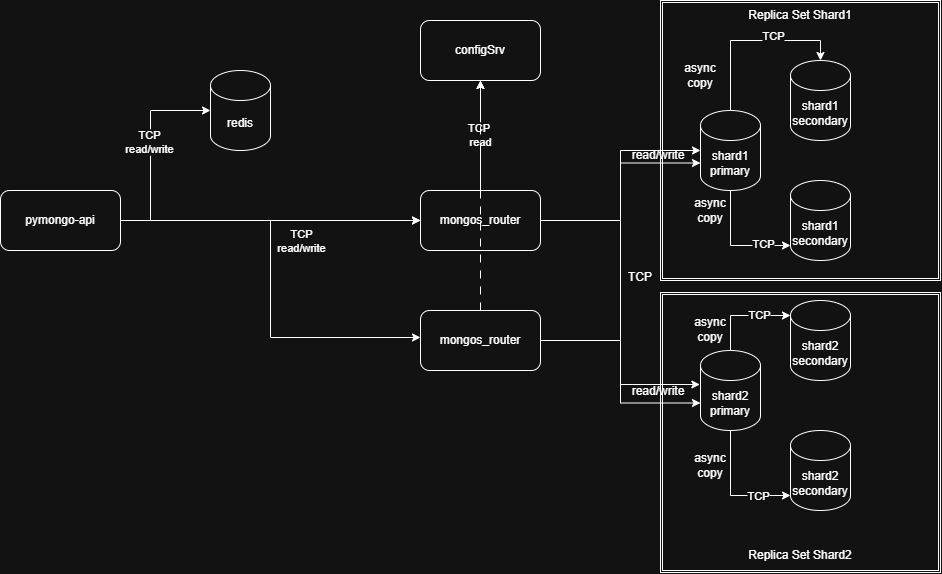 Replica Set Shard1
TCP
configSrv
async
copy
shard1
secondary
redis
TCP
read/write
TCP
read
read/write
shard1
primary
pymongo-api
mongos_router
async
copy
shard1
secondary
TCP
read/write
TCP
TCP
mongos_router
async
copy
TCP
shard2
secondary
read/write
shard2
primary
async
copy
shard2
secondary
TCP
Replica Set Shard2